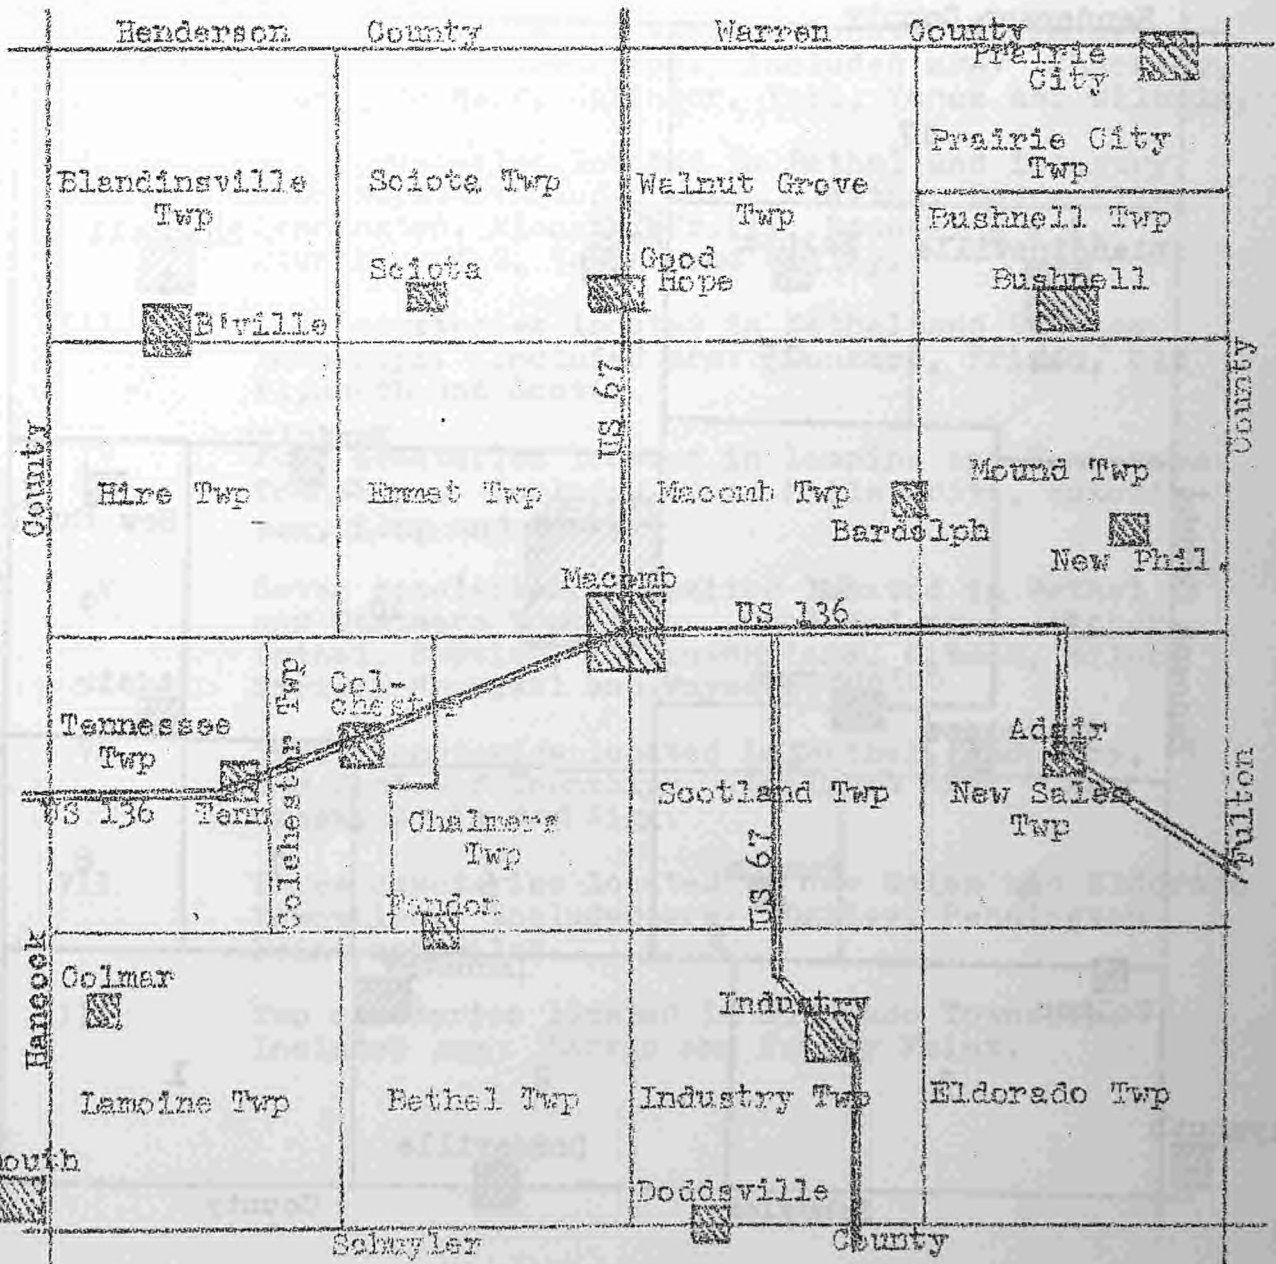 Henderson County Warren County
Prairie
City
Prairie City
Twp
Blandinsville
Twp
Sciota Twp
Walnut Grove
Twp
Bushnell Twp
Sciota
Good
Hope
Bushnell
B'ville
US 67
County
County
Hire Twp
Emmet Twp
Macomb Twp
Mound Twp
Bardolph
New Phil.
Macomb
US 136
Colchester Twp
Col-
chester
Tennessee
Twp
Adair
US 136 Tenn
Scotland Twp
New Salem
Twp
Chalmers
Twp
US 67
Fulton
Fandon
Hancock
Colmar
Industry
Lamoine Twp
Bethel Twp
Industry Twp
Eldorado Twp
outh
Doddsville
Schuyler County